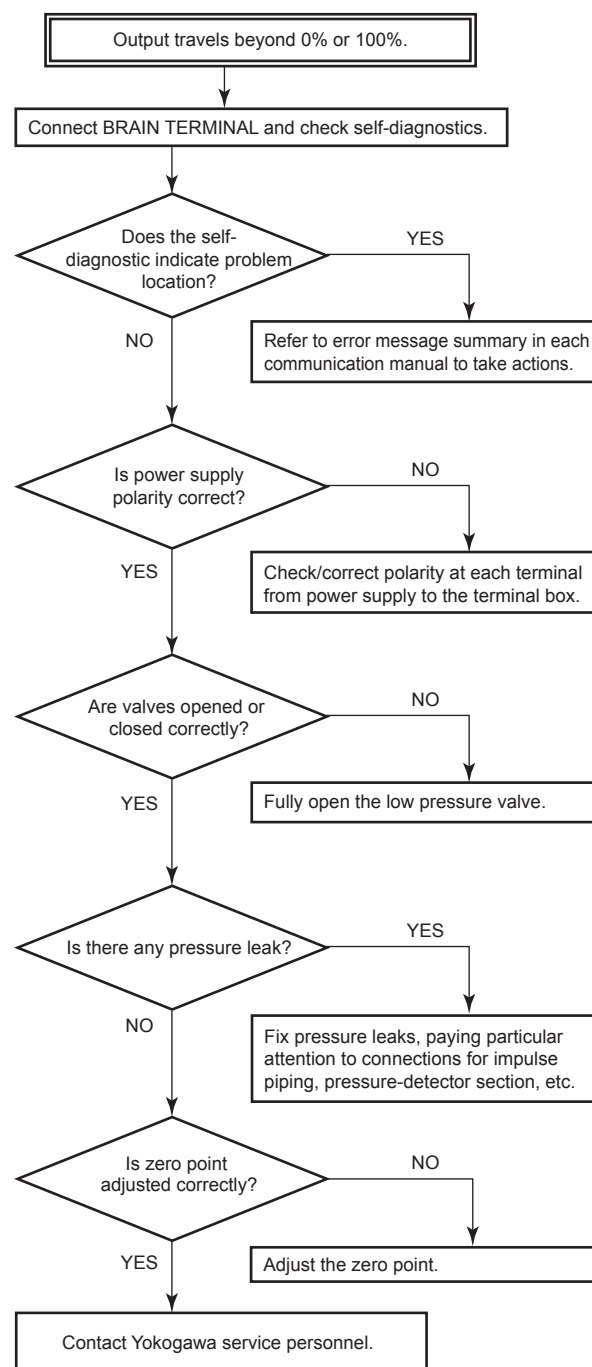 Output travels beyond 0% or 100%.
Connect BRAIN TERMINAL and check self-diagnostics.
Does the self-
diagnostic indicate problem
location?
YES
NO
Refer to error message summary in each
communication manual to take actions.
Is power supply
polarity correct?
NO
YES
Check/correct polarity at each terminal
from power supply to the terminal box.
Are valves opened or
closed correctly?
NO
YES
Fully open the low pressure valve.
Is there any pressure leak?
YES
NO
Fix pressure leaks, paying particular
attention to connections for impulse
piping, pressure-detector section, etc.
Is zero point
adjusted correctly?
NO
YES
Adjust the zero point.
Contact Yokogawa service personnel.